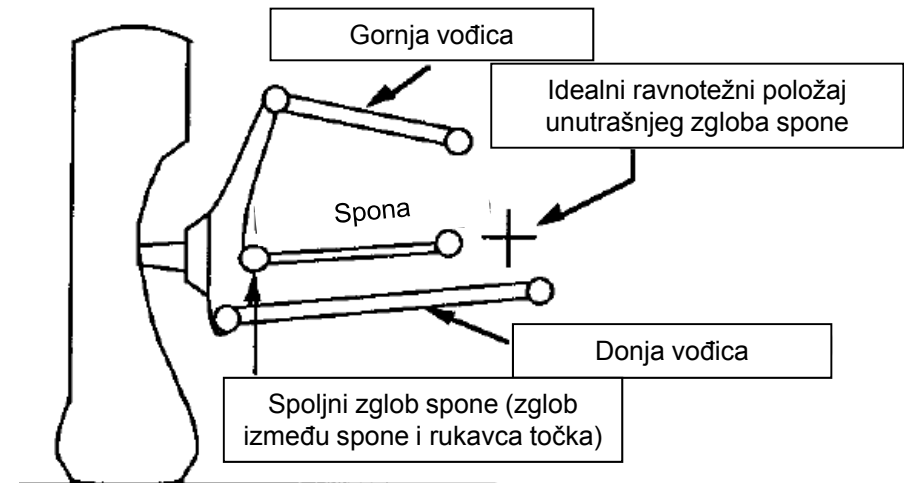 Gornja vođica
Idealni ravnotežni položaj
unutrašnjeg zgloba spone
Spona
Donja vođica
Spoljni zglob spone (zglob
između spone i rukavca točka)